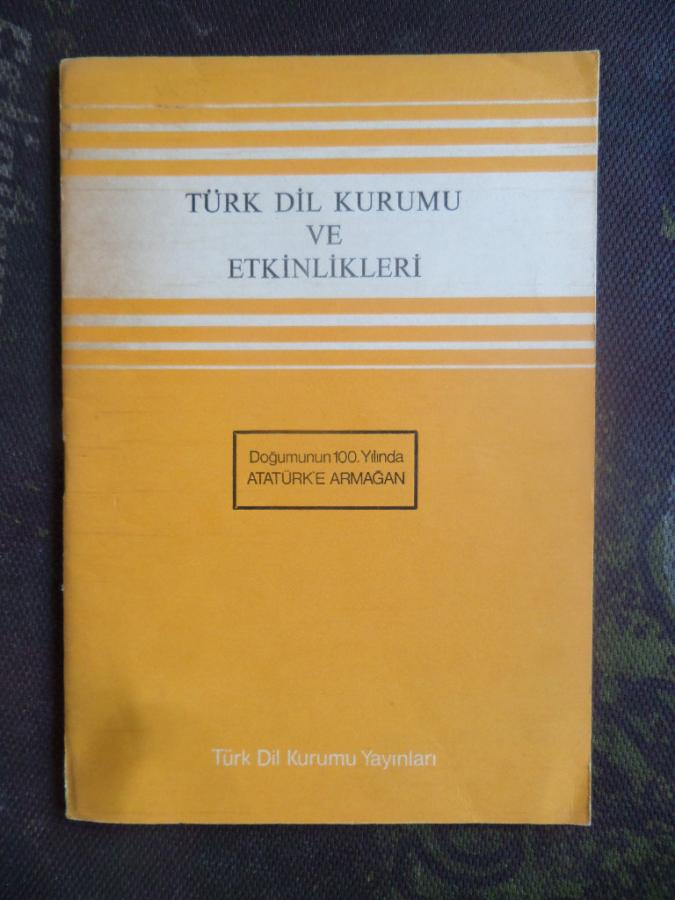 TÜRK DİL KURUMU
VE
ETKİNLİKLERİ
Doğumunun 100. Yılında
ATATÜRK'E ARMAĞAN
Türk Dil Kurumu Yayınları